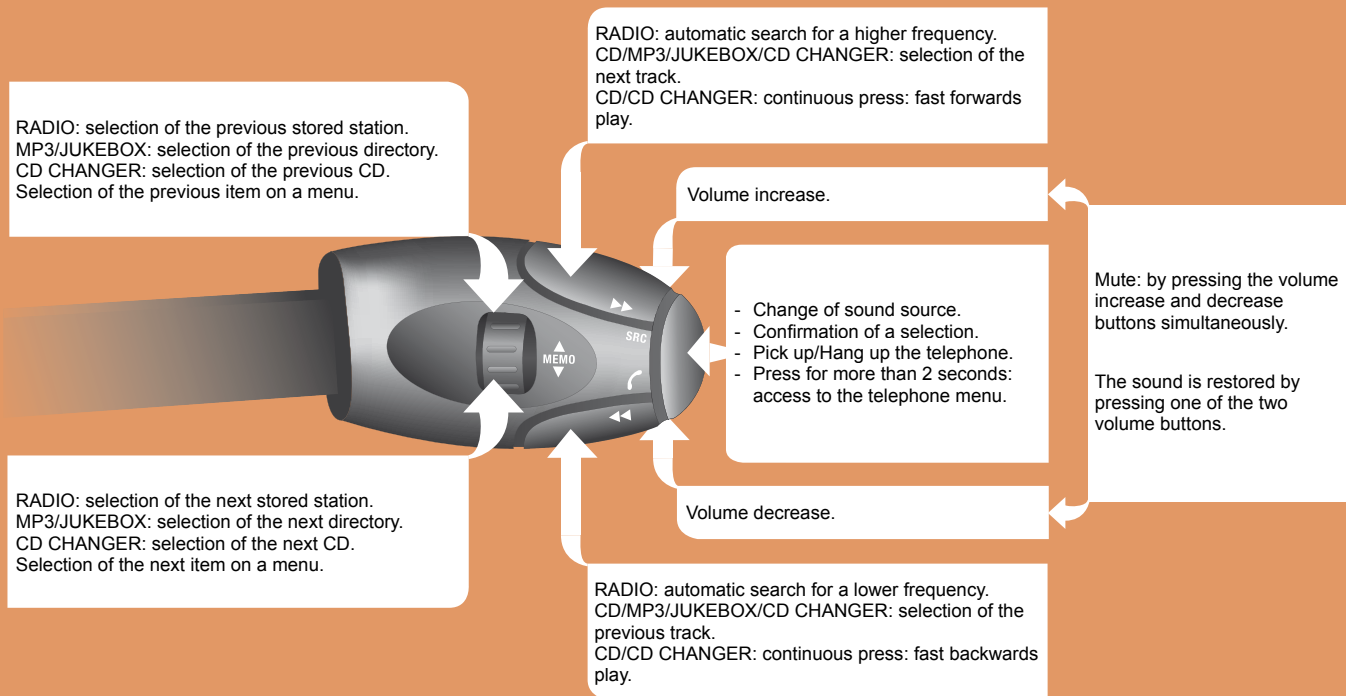 RADIO: automatic search for a higher frequency.
CD/MP3/JUKEBOX/CD CHANGER: selection of the
next track.
CD/CD CHANGER: continuous press: fast forwards
play.
RADIO: selection of the previous stored station.
MP3/JUKEBOX: selection of the previous directory.
CD CHANGER: selection of the previous CD.
Selection of the previous item on a menu.
Volume increase.
- Change of sound source.
- Confirmation of a selection.
- Pick up/Hang up the telephone.
- Press for more than 2 seconds:
access to the telephone menu.
Mute: by pressing the volume
increase and decrease
buttons simultaneously.
The sound is restored by
pressing one of the two
volume buttons.
SRC
MEMO
RADIO: selection of the next stored station.
MP3/JUKEBOX: selection of the next directory.
CD CHANGER: selection of the next CD.
Selection of the next item on a menu.
Volume decrease.
RADIO: automatic search for a lower frequency.
CD/MP3/JUKEBOX/CD CHANGER: selection of the
previous track.
CD/CD CHANGER: continuous press: fast backwards
play.